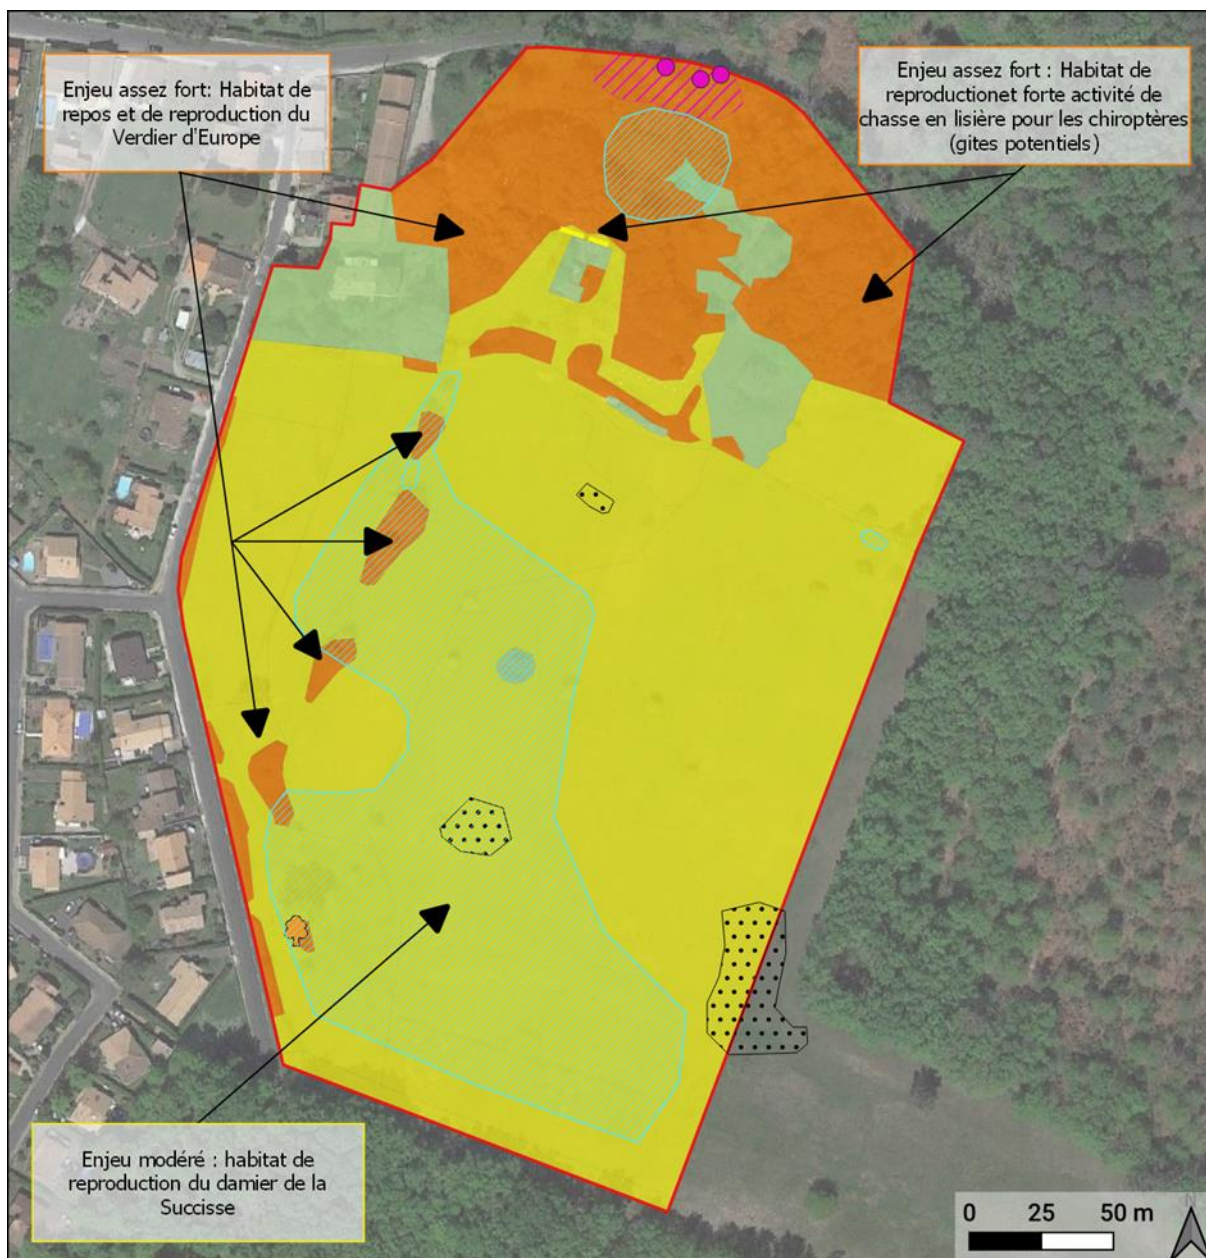 Enjeu assez fort: Habitat de
repos et de reproduction du
Verdier d'Europe
Enjeu assez fort : Habitat de
reproductionet forte activité de
chasse en lisière pour les chiroptères
(gites potentiels)
Enjeu modéré : habitat de
reproduction du damier de la
Succisse
0 25 50 m
N